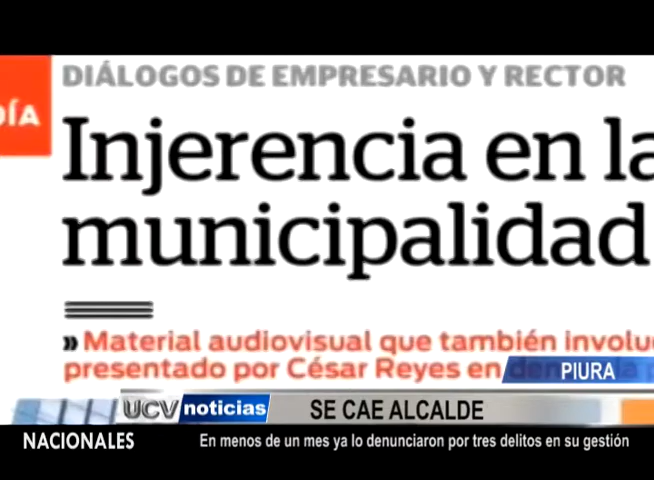 DÍA
DIÁLOGOS DE EMPRESARIO Y RECTOR
Injerencia en la
municipalidad
» Material audiovisual que también
presentado por César Reyes en
PIURA
UCV noticias SE CAE ALCALDE
NACIONALES En menos de un mes ya lo denunciaron por tres delitos en su gestión